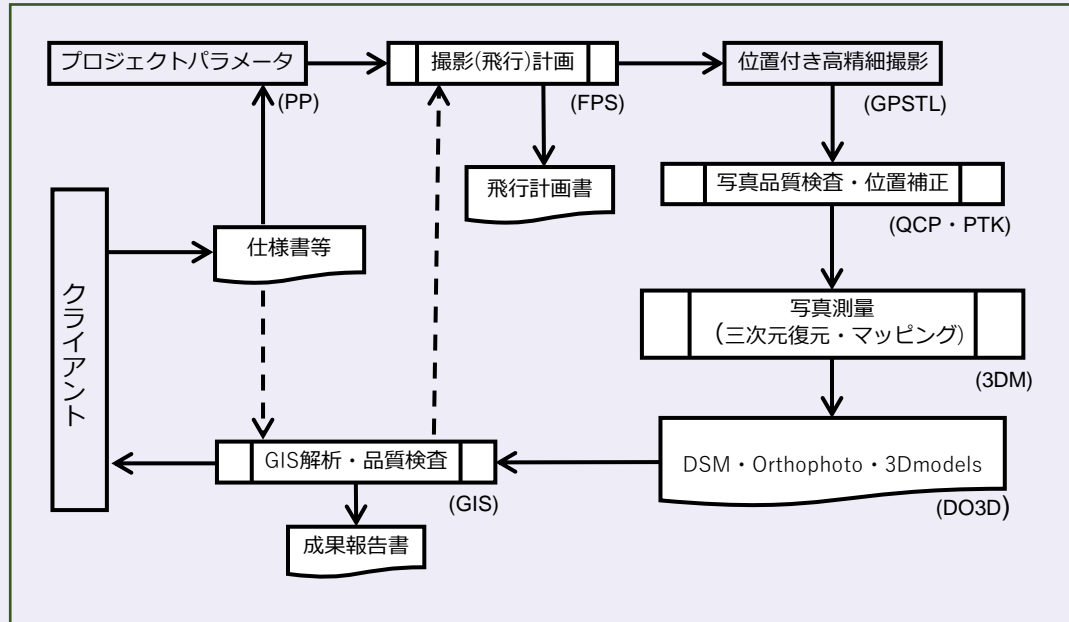 プロジェクトパラメータ
(PP)
撮影(飛行)計画
(FPS)
位置付き高精細撮影
(GPSTL)
飛行計画書
写真品質検査・位置補正
(QCP・PTK)
クライアント
仕様書等
写真測量
(三次元復元・マッピング)
(3DM)
GIS解析・品質検査
(GIS)
DSM・Orthophoto・3Dmodels
(DO3D)
成果報告書